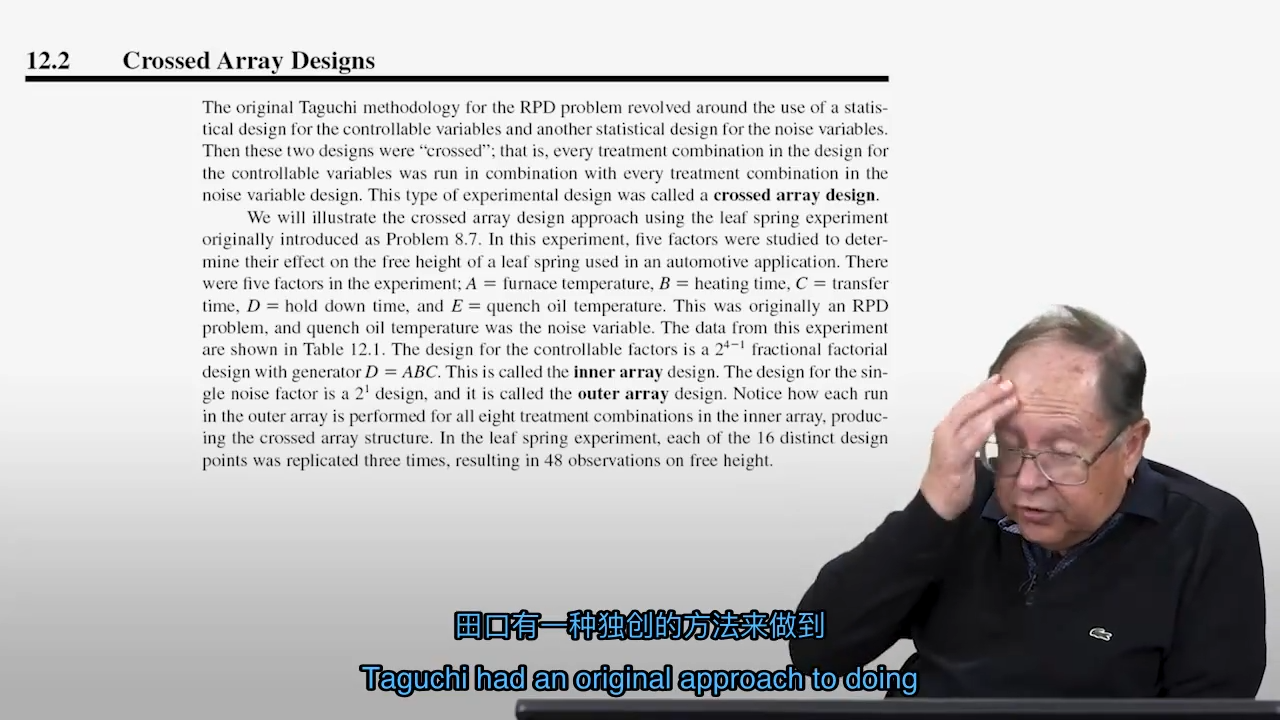 12.2 Crossed Array Designs
The original Taguchi methodology for the RPD problem revolved around the use of a statis-
tical design for the controllable variables and another statistical design for the noise variables.
Then these two designs were “crossed”; that is, every treatment combination in the design for
the controllable variables was run in combination with every treatment combination in the
noise variable design. This type of experimental design was called a crossed array design.
We will illustrate the crossed array design approach using the leaf spring experiment
originally introduced as Problem 8.7. In this experiment, five factors were studied to deter-
mine their effect on the free height of a leaf spring used in an automotive application. There
were five factors in the experiment; A = furnace temperature, B = heating time, C = transfer
time, D = hold down time, and E = quench oil temperature. This was originally an RPD
problem, and quench oil temperature was the noise variable. The data from this experiment
are shown in Table 12.1. The design for the controllable factors is a 2⁴⁻¹ fractional factorial
design with generator D = ABC. This is called the inner array design. The design for the sin-
gle noise factor is a 2¹ design, and it is called the outer array design. Notice how each run
in the outer array is performed for all eight treatment combinations in the inner array, produc-
ing the crossed array structure. In the leaf spring experiment, each of the 16 distinct design
points was replicated three times, resulting in 48 observations on free height.
田口有一种独创的方法来做到
Taguchi had an original approach to doing